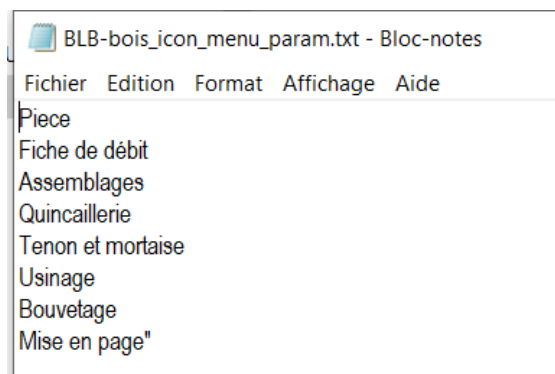 BLB-bois_icon_menu_param.txt - Bloc-notes
Fichier Edition Format Affichage Aide
Piece
Fiche de débit
Assemblages
Quincaillerie
Tenon et mortaise
Usinage
Bouvetage
Mise en page"